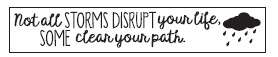 Not all STORMS DISRUPT your life,
SOME clear your path.